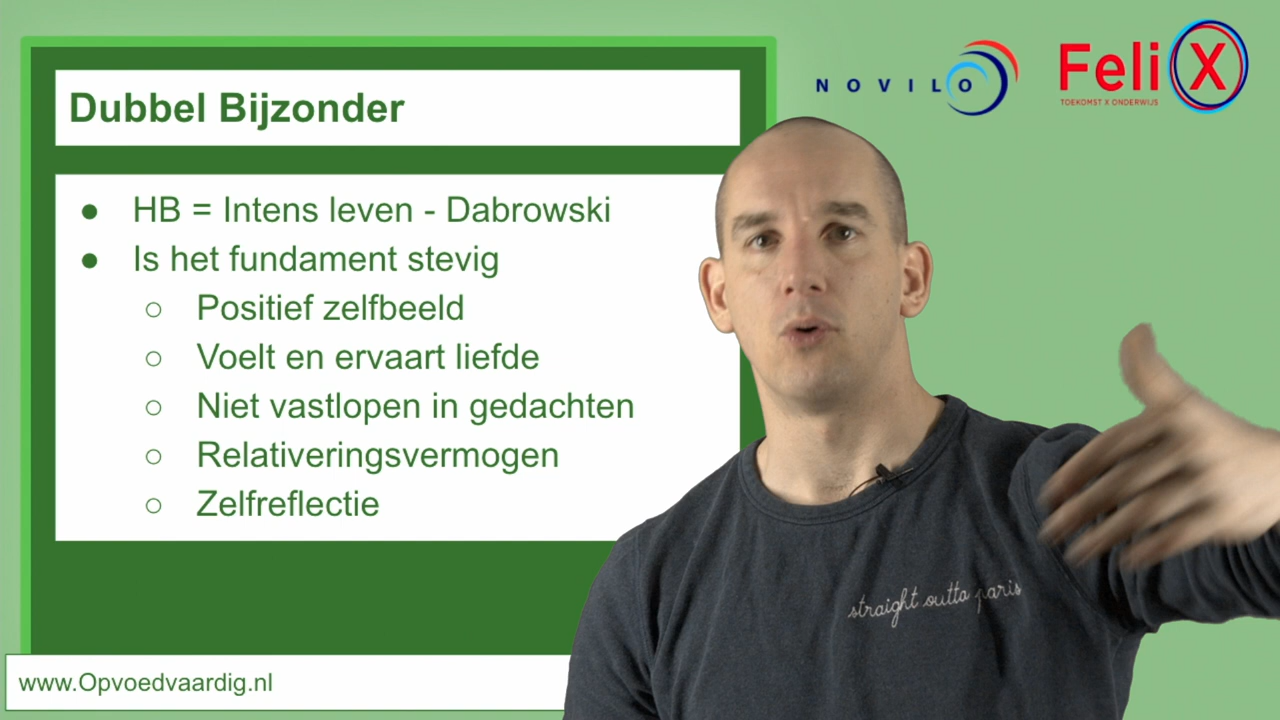 Dubbel Bijzonder
● HB = Intens leven - Dabrowski
● Is het fundament stevig
○ Positief zelfbeeld
○ Voelt en ervaart liefde
○ Niet vastlopen in gedachten
○ Relativeringsvermogen
○ Zelfreflectie
www.Opvoedvaardig.nl
NOVILO
FeliX
TOEKOMST X ONDERWIJS
straight outta paris